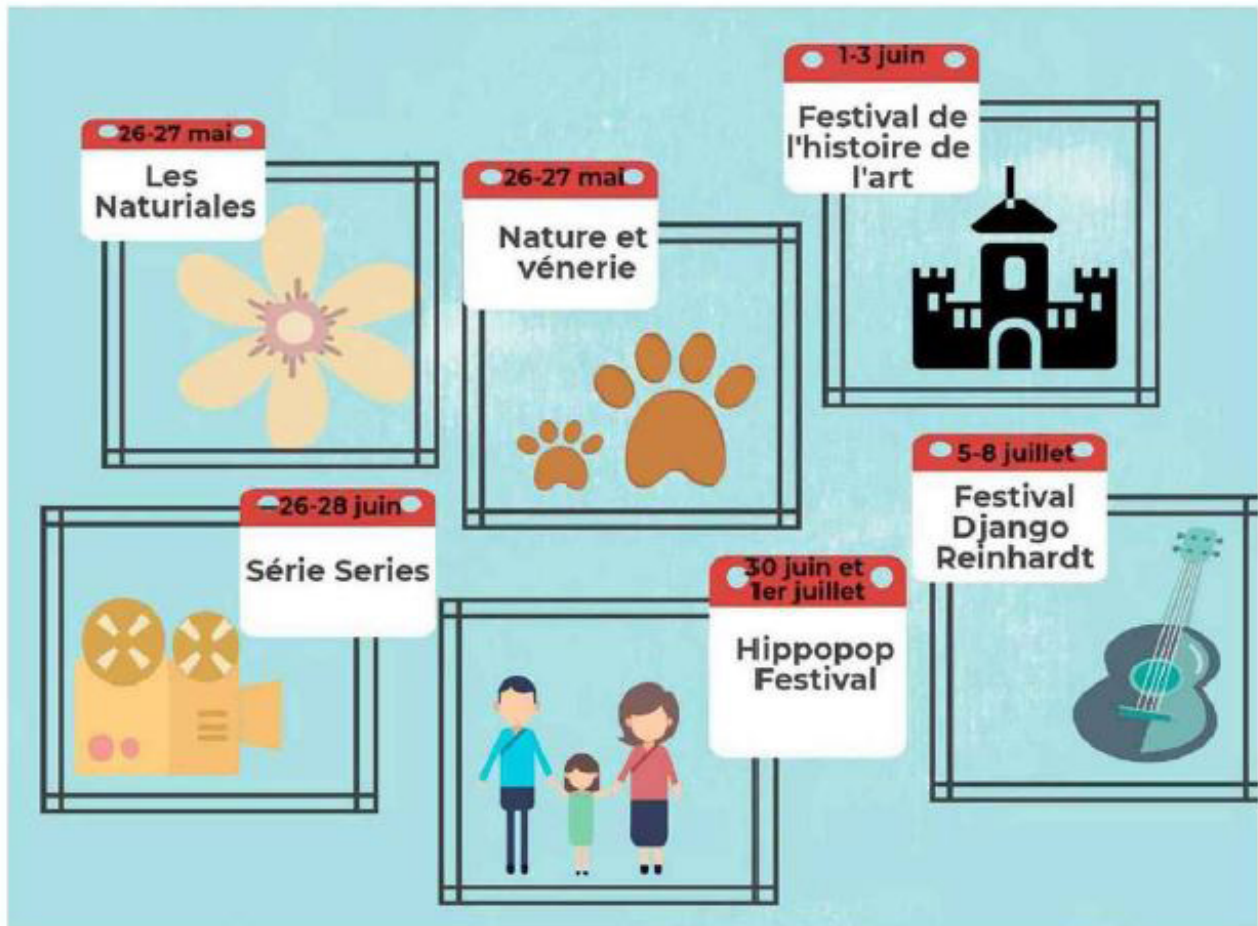 26-27 mai
Les
Naturiales
26-27 mai
Nature et
vénerie
1-3 juin
Festival de
l'histoire de
l'art
26-28 juin
Série Series
30 juin et
1er juillet
Hippopop
Festival
5-8 juillet
Festival
Django
Reinhardt